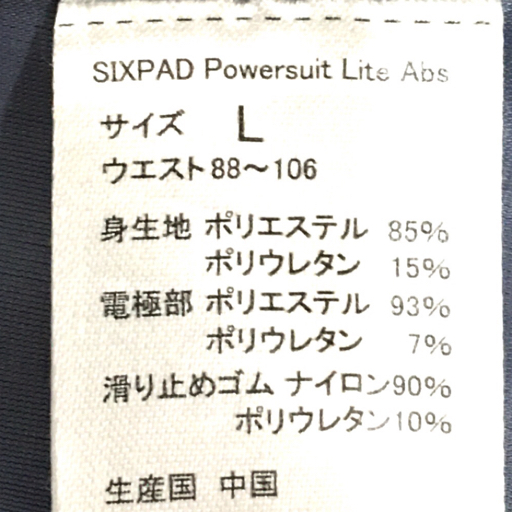 SIXPAD Powersuit Lite Abs
サイズ L
ウエスト88〜106
身生地 ポリエステル 85%
ポリウレタン 15%
電極部 ポリエステル 93%
ポリウレタン 7%
滑り止めゴム ナイロン90%
ポリウレタン10%
生産国 中国